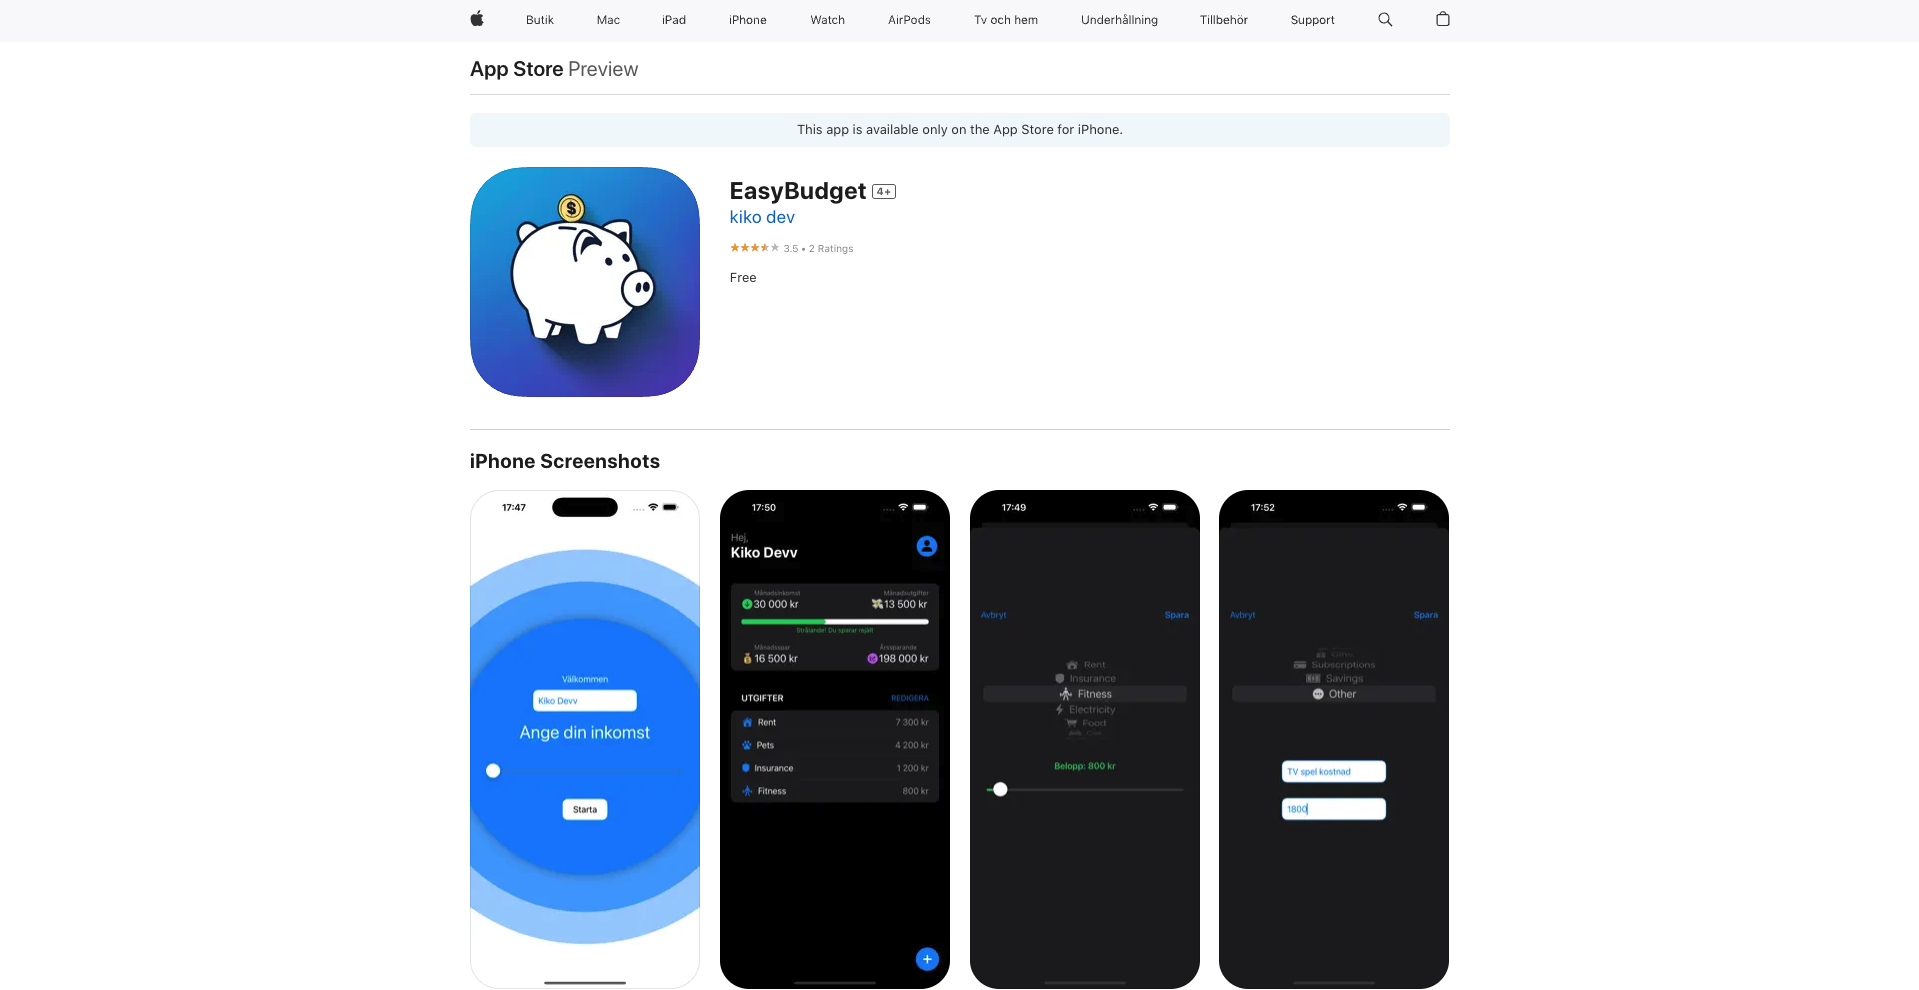 Butik Mac iPad iPhone Watch AirPods Tv och hem Underhållning Tillbehör Support
App Store Preview
This app is available only on the App Store for iPhone.
EasyBudget 4+
kiko dev
3.5 • 2 Ratings
Free
$
iPhone Screenshots
17:47
Välkommen
Kiko Devv
Ange din inkomst
Starta
17:50
Hej,
Kiko Devv
Månadsinkomst Månadsutgifter
30 000 kr 13 500 kr
Strålande! Du sparar rejält
Månadsspar Årssparande
16 500 kr 198 000 kr
UTGIFTER REDIGERA
Rent 7 300 kr
Pets 4 200 kr
Insurance 1 200 kr
Fitness 800 kr
+
17:49
Avbryt Spara
Rent
Insurance
Fitness
Electricity
Food
Belopp: 800 kr
17:52
Avbryt Spara
Subscriptions
Savings
Other
TV spel kostnad
1800